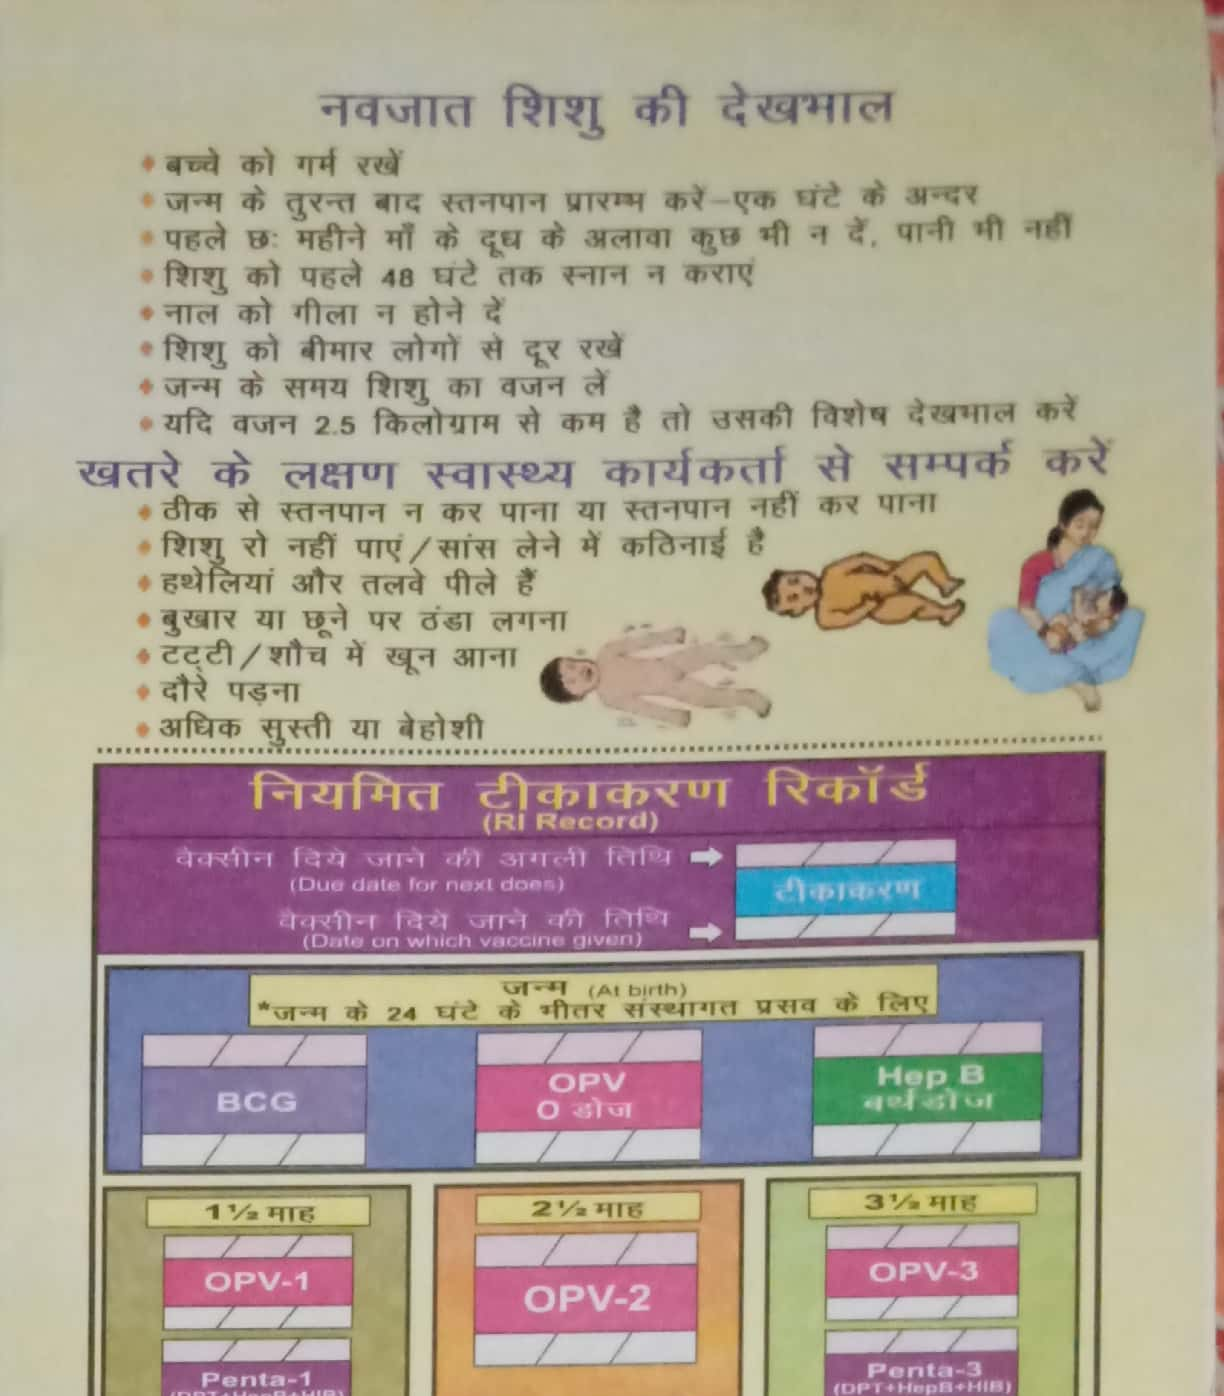 नवजात शिशु की देखभाल
बच्चे को गर्म रखें
जन्म के तुरन्त बाद स्तनपान प्रारम्भ करें–एक घंटे के अन्दर
पहले छः महीने माँ के दूध के अलावा कुछ भी न दें, पानी भी नहीं
शिशु को पहले 48 घंटे तक स्नान न कराएं
नाल को गीला न होने दें
शिशु को बीमार लोगों से दूर रखें
जन्म के समय शिशु का वजन लें
यदि वजन 2.5 किलोग्राम से कम है तो उसकी विशेष देखभाल करें
खतरे के लक्षण स्वास्थ्य कार्यकर्ता से सम्पर्क करें
ठीक से स्तनपान न कर पाना या स्तनपान नहीं कर पाना
शिशु रो नहीं पाएं/सांस लेने में कठिनाई है
हथेलियां और तलवे पीले हैं
बुखार या छूने पर ठंडा लगना
टट्टी/शौच में खून आना
दौरे पड़ना
अधिक सुस्ती या बेहोशी
नियमित टीकाकरण रिकॉर्ड
(RI Record)
वैक्सीन दिये जाने की अगली तिथि
(Due date for next does)
टीकाकरण
वैक्सीन दिये जाने की तिथि
(Date on which vaccine given)
जन्म (At birth)
*जन्म के 24 घंटे के भीतर संस्थागत प्रसव के लिए
BCG
OPV
0 डोज
Hep B
बर्थडोज
1½ माह
2½ माह
3½ माह
OPV-1
OPV-2
OPV-3
Penta-1
(DPT+HepB+HIB)
Penta-3
(DPT+HepB+HIB)